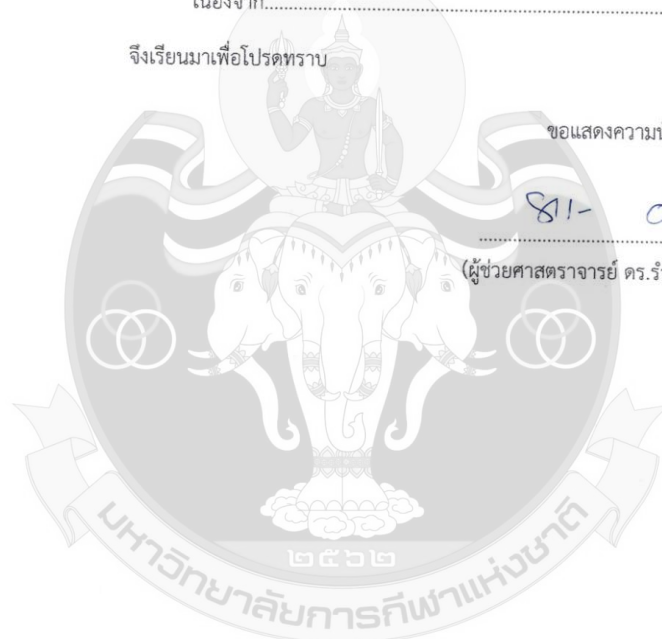 เนื่องจาก
จึงเรียนมาเพื่อโปรดทราบ
ขอแสดงความ
(ผู้ช่วยศาสตราจารย์ ดร.
๒๕๖๒
มหาวิทยาลัยการกีฬาแห่งชาติ